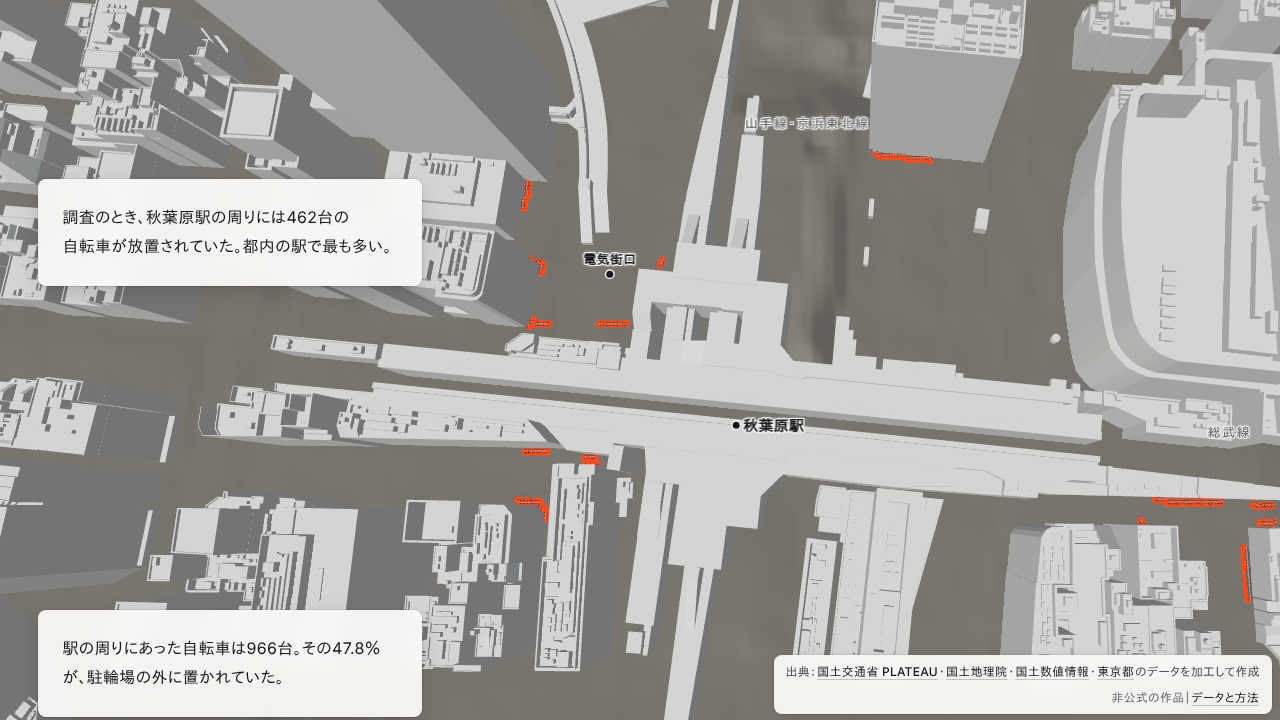 山手線・京浜東北線
調査のとき、秋葉原駅の周りには462台の
自転車が放置されていた。都内の駅で最も多い。
電気街口
秋葉原駅
総武線
駅の周りにあった自転車は966台。その47.8%
が、駐輪場の外に置かれていた。
出典：国土交通省 PLATEAU・国土地理院・国土数値情報・東京都のデータを加工して作成
非公式の作品|データと方法